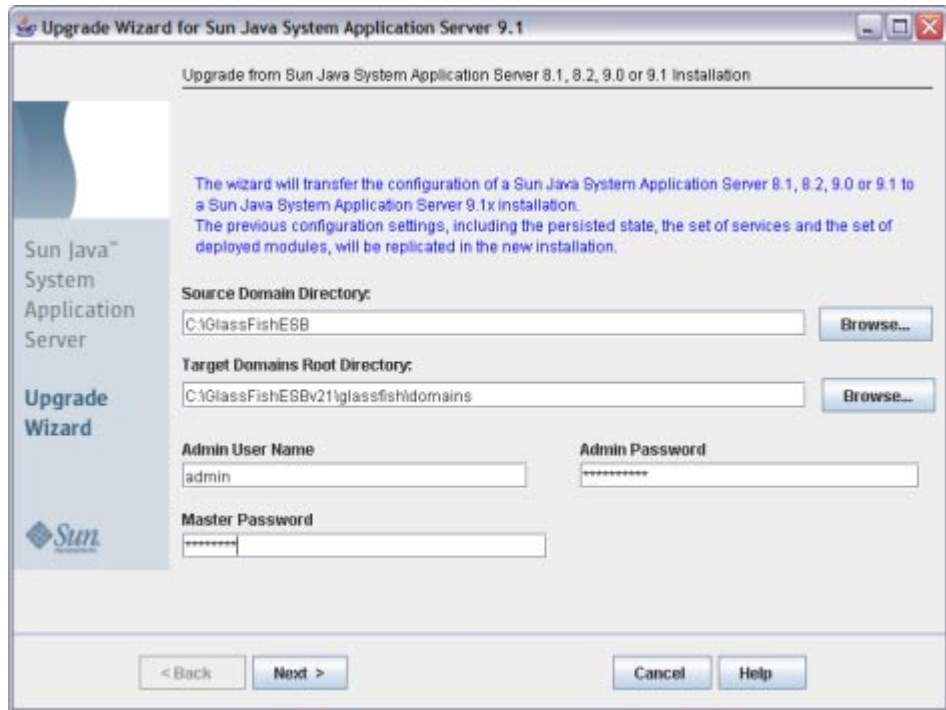 Upgrade Wizard for Sun Java System Application Server 9.1
Upgrade from Sun Java System Application Server 8.1, 8.2, 9.0 or 9.1 Installation
The wizard will transfer the configuration of a Sun Java System Application Server 8.1, 8.2, 9.0 or 9.1 to
a Sun Java System Application Server 9.1x installation.
The previous configuration settings, including the persisted state, the set of services and the set of
deployed modules, will be replicated in the new installation.
Sun Java™
System
Application
Server
Upgrade
Wizard
Sun
Source Domain Directory:
C:\GlassFishESB
Browse...
Target Domains Root Directory:
C:\GlassFishESBv21\glassfish\domains
Browse...
Admin User Name
Admin Password
admin
**********
Master Password
********
< Back
Next >
Cancel
Help